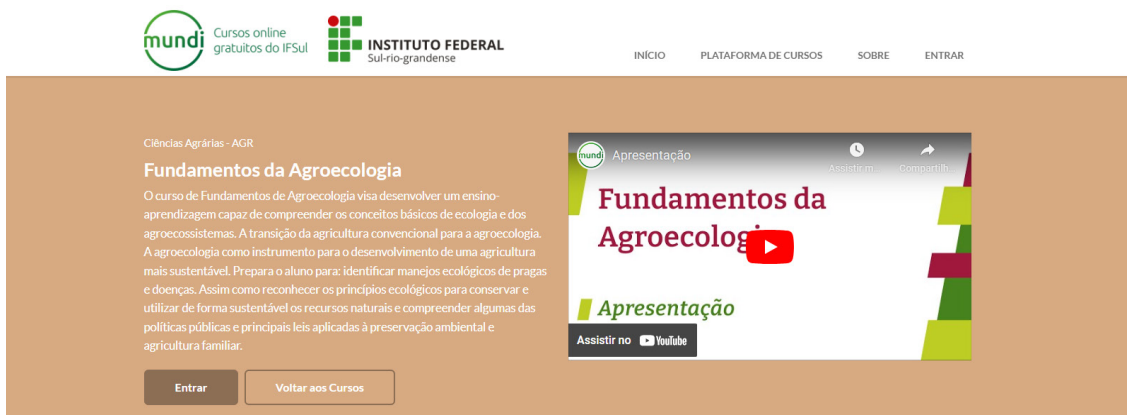 mundi
Cursos online
gratuitos do IFSul
INSTITUTO FEDERAL
Sul-rio-grandense
INÍCIO
PLATAFORMA DE CURSOS
SOBRE
ENTRAR
Ciências Agrárias - AGR
Fundamentos da Agroecologia
O curso de Fundamentos de Agroecologia visa desenvolver um ensino-
aprendizagem capaz de compreender os conceitos básicos de ecologia e dos
agroecossistemas. A transição da agricultura convencional para a agroecologia.
A agroecologia como instrumento para o desenvolvimento de uma agricultura
mais sustentável. Prepara o aluno para: identificar manejos ecológicos de pragas
e doenças. Assim como reconhecer os princípios ecológicos para conservar e
utilizar de forma sustentável os recursos naturais e compreender algumas das
políticas públicas e principais leis aplicadas à preservação ambiental e
agricultura familiar.
Entrar
Voltar aos Cursos
mundi
Apresentação
Assistir m...
Compartilh
Fundamentos da
Agroecologia
Apresentação
Assistir no YouTube